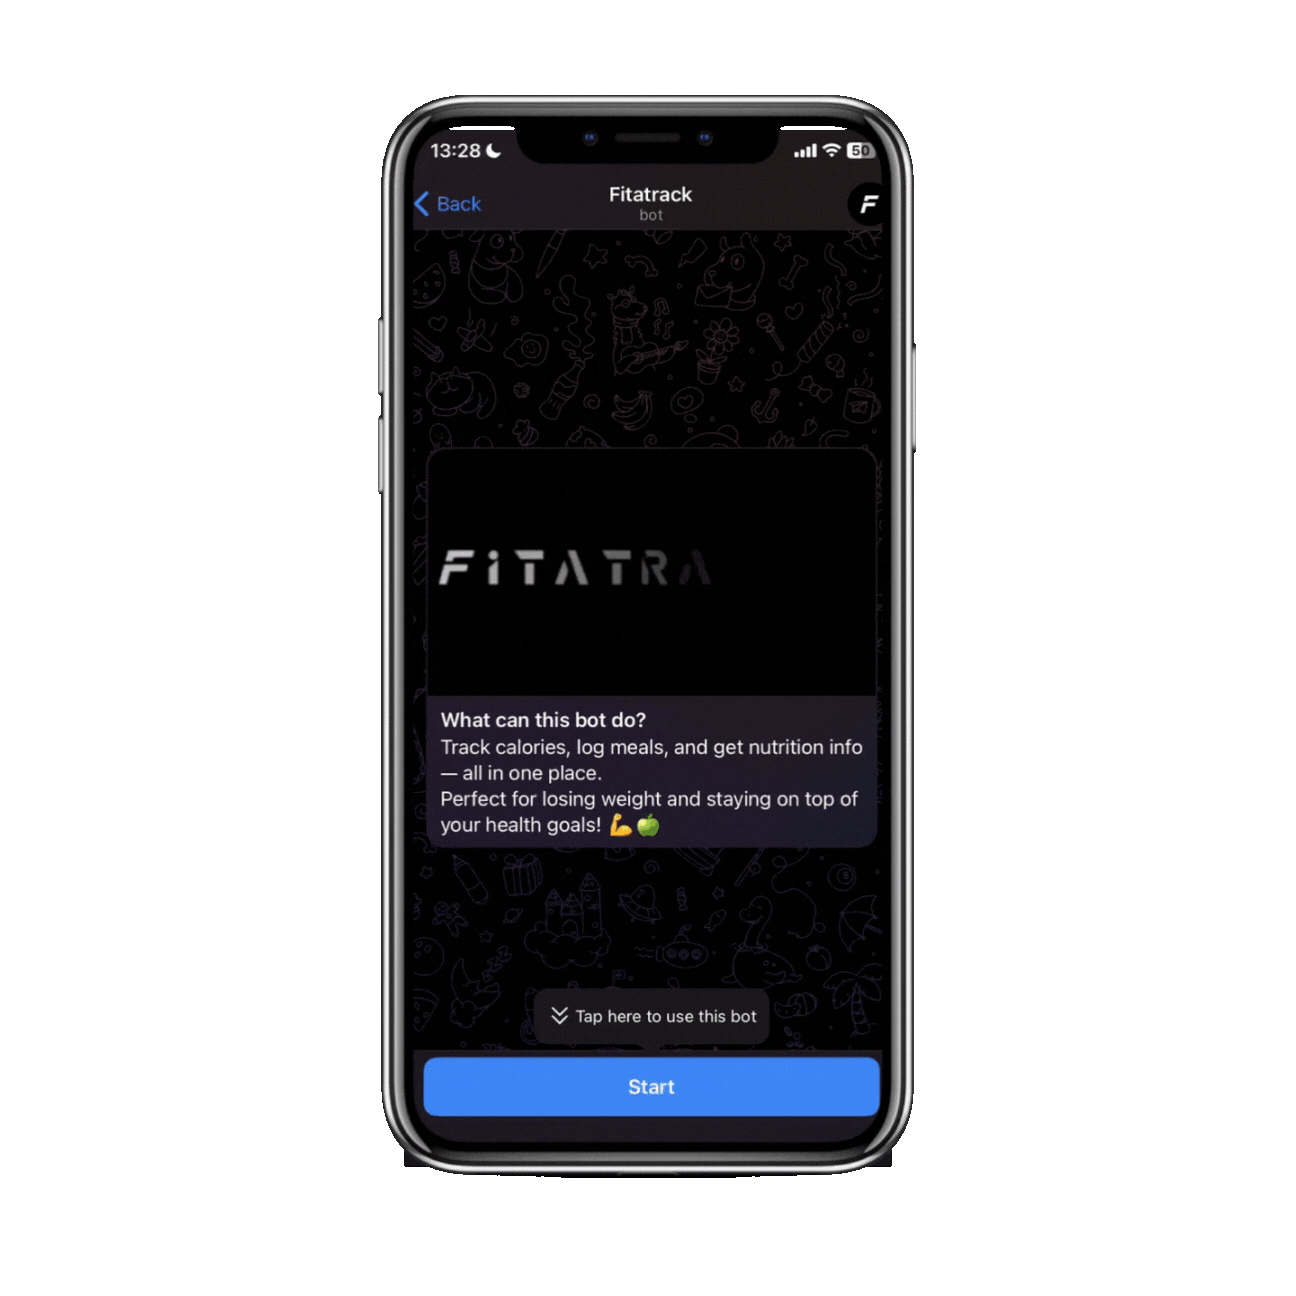 13:28
50
Back
Fitatrack
bot
F
FITATRA
What can this bot do?
Track calories, log meals, and get nutrition info
— all in one place.
Perfect for losing weight and staying on top of
your health goals! 💪🍏
Tap here to use this bot
Start